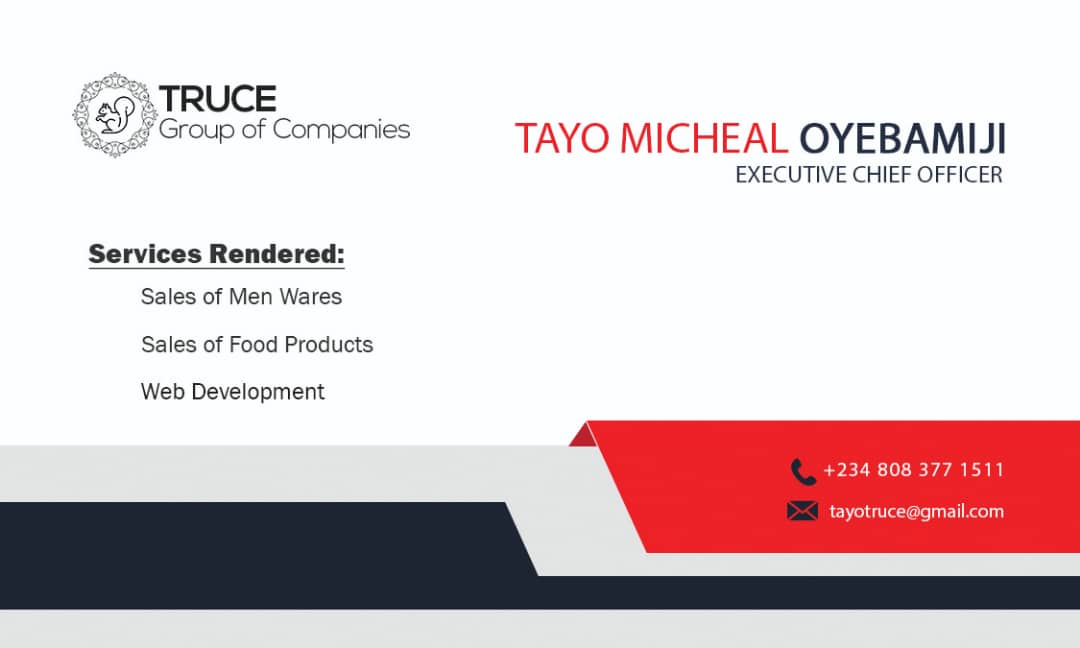 TRUCE
Group of Companies
TAYO MICHEAL OYEBAMIJI
EXECUTIVE CHIEF OFFICER
Services Rendered:
Sales of Men Wares
Sales of Food Products
Web Development
+234 808 377 1511
tayotruce@gmail.com